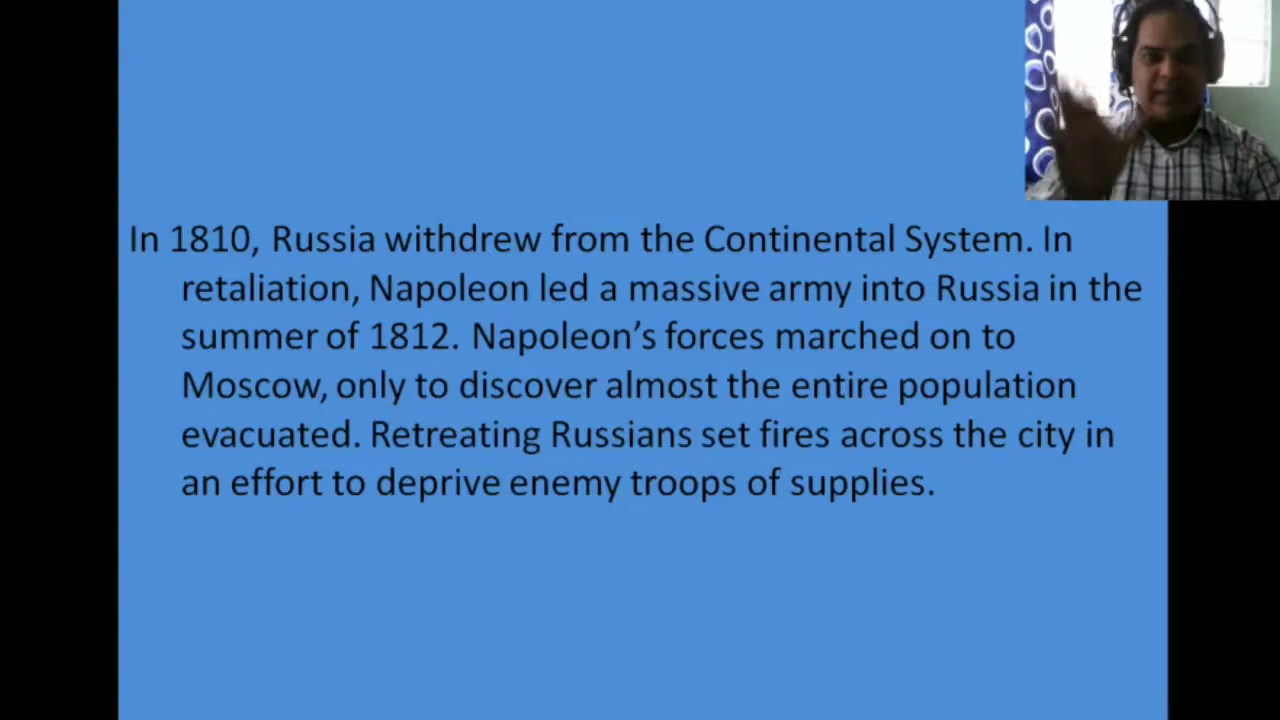 In 1810, Russia withdrew from the Continental System. In
retaliation, Napoleon led a massive army into Russia in the
summer of 1812. Napoleon’s forces marched on to
Moscow, only to discover almost the entire population
evacuated. Retreating Russians set fires across the city in
an effort to deprive enemy troops of supplies.